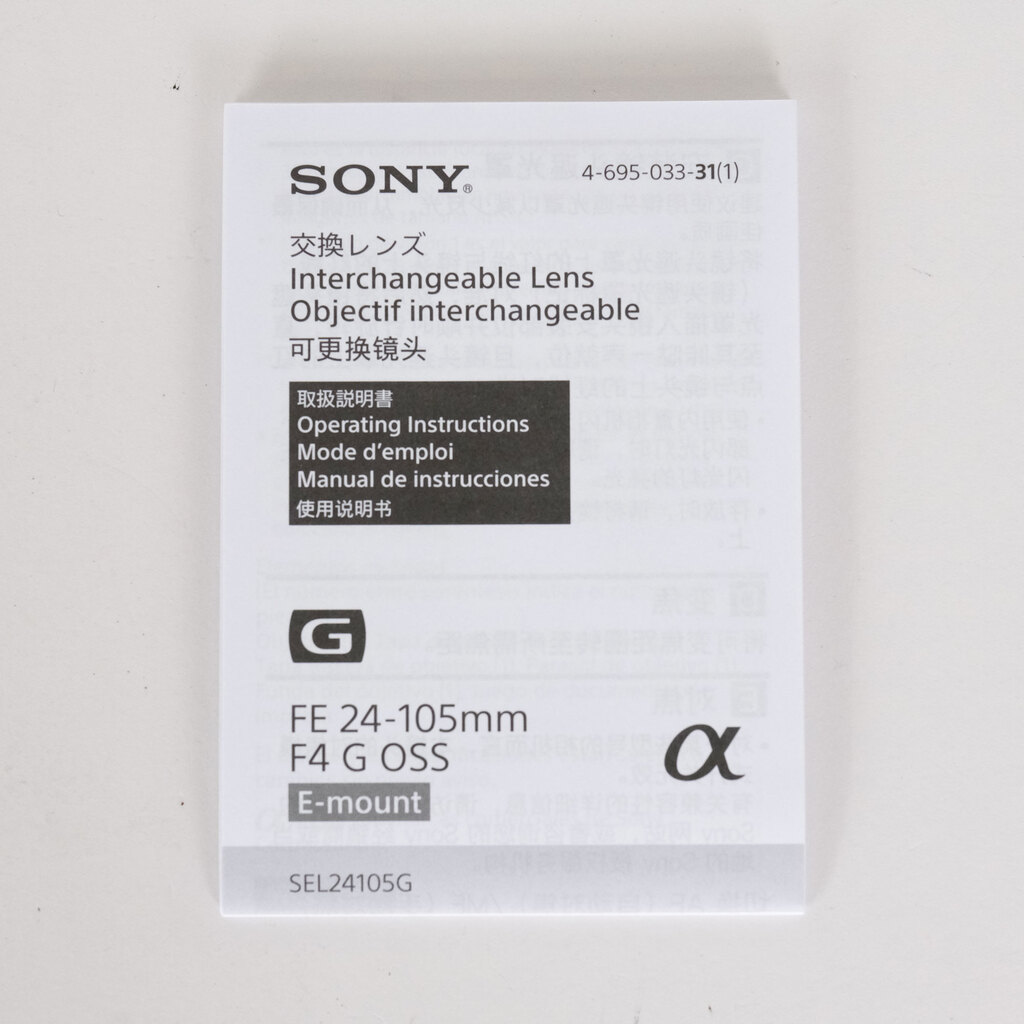 SONY®
4-695-033-31(1)
交換レンズ
Interchangeable Lens
Objectif interchangeable
可更换镜头
取扱説明書
Operating Instructions
Mode d’emploi
Manual de instrucciones
使用说明书
G
FE 24-105mm
F4 G OSS
α
E-mount
SEL24105G